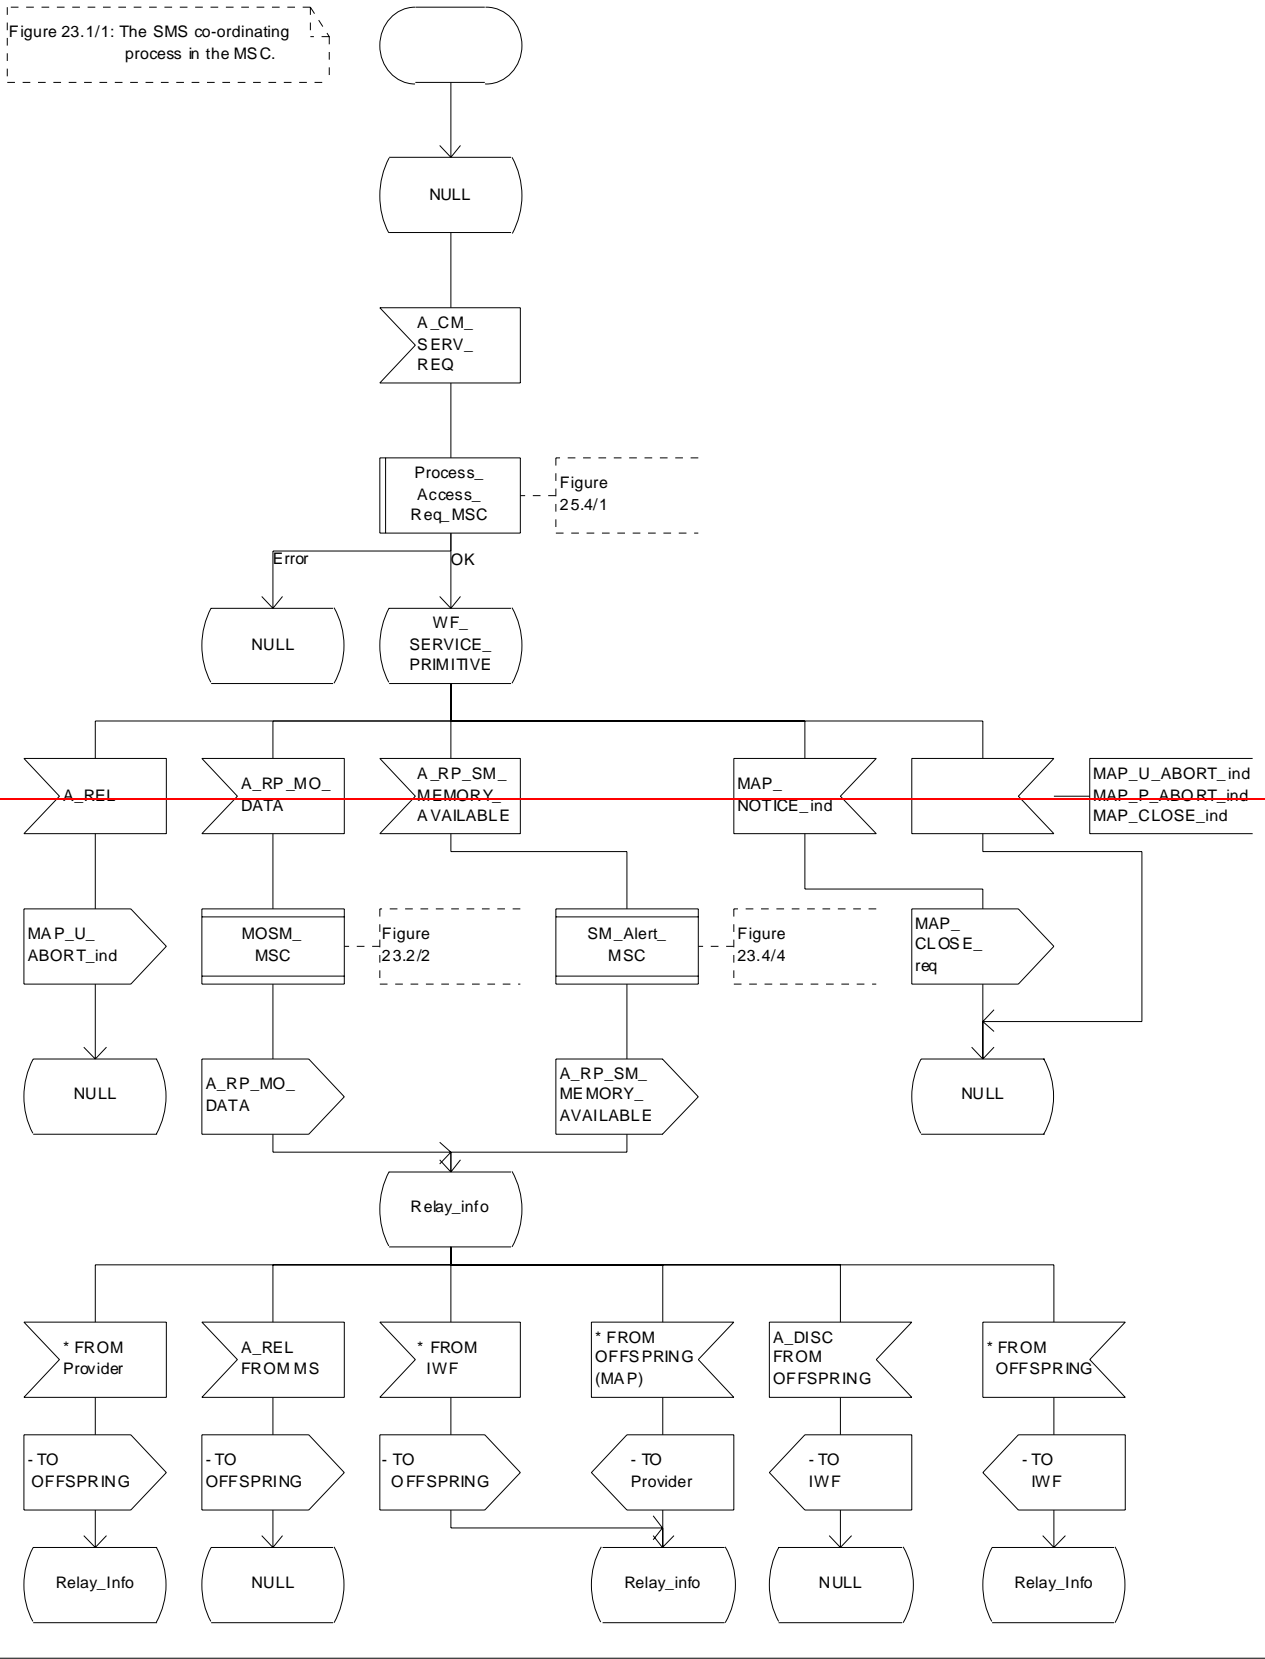 Figure 23.1/1: The SMS co-ordinating
process in the MSC.
NULL
A_CM_
SERV_
REQ
Process_
Access_
Req_MSC
Figure
25.4/1
Error
OK
NULL
WF_
SERVICE_
PRIMITIVE
A_REL
A_RP_MO_
DATA
A_RP_SM_
MEMORY_
AVAILABLE
MAP_
NOTICE_ind
MAP_U_ABORT_ind
MAP_P_ABORT_ind
MAP_CLOSE_ind
MAP_U_
ABORT_ind
MOSM_
MSC
Figure
23.2/2
SM_Alert_
MSC
Figure
23.4/4
MAP_
CLOSE_
req
NULL
A_RP_MO_
DATA
A_RP_SM_
MEMORY_
AVAILABLE
NULL
Relay_info
* FROM
Provider
A_REL
FROM MS
* FROM
IWF
* FROM
OFFSPRING
(MAP)
A_DISC
FROM
OFFSPRING
* FROM
OFFSPRING
- TO
OFFSPRING
- TO
OFFSPRING
- TO
OFFSPRING
- TO
Provider
- TO
IWF
- TO
IWF
Relay_Info
NULL
Relay_info
NULL
Relay_Info